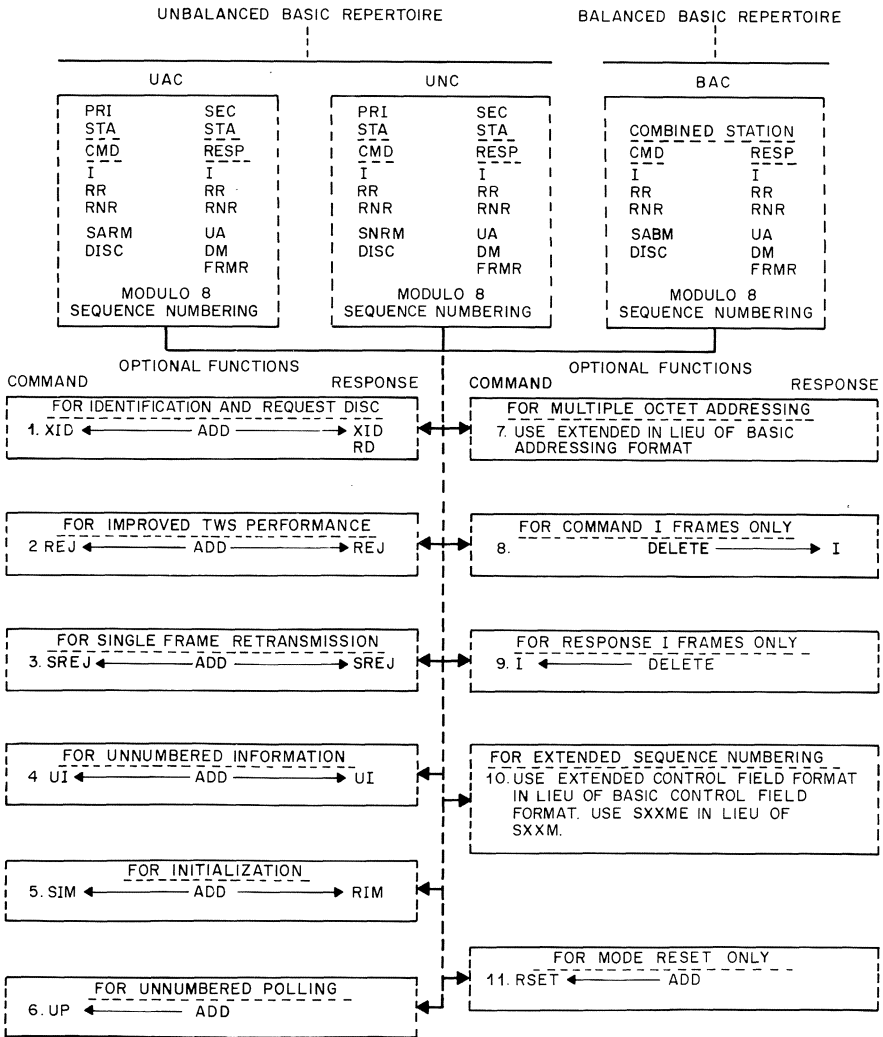 UNBALANCED BASIC REPERTOIRE
BALANCED BASIC REPERTOIRE
UAC
PRI SEC
STA STA
CMD RESP
I I
RR RR
RNR RNR
SARM UA
DISC DM
FRMR
MODULO 8
SEQUENCE NUMBERING
UNC
PRI SEC
STA STA
CMD RESP
I I
RR RR
RNR RNR
SNRM UA
DISC DM
FRMR
MODULO 8
SEQUENCE NUMBERING
BAC
COMBINED STATION
CMD RESP
I I
RR RR
RNR RNR
SABM UA
DISC DM
FRMR
MODULO 8
SEQUENCE NUMBERING
OPTIONAL FUNCTIONS
COMMAND RESPONSE
FOR IDENTIFICATION AND REQUEST DISC
1. XID ADD XID
RD
FOR IMPROVED TWS PERFORMANCE
2 REJ ADD REJ
FOR SINGLE FRAME RETRANSMISSION
3. SREJ ADD SREJ
FOR UNNUMBERED INFORMATION
4 UI ADD UI
FOR INITIALIZATION
5. SIM ADD RIM
FOR UNNUMBERED POLLING
6. UP ADD
OPTIONAL FUNCTIONS
COMMAND RESPONSE
FOR MULTIPLE OCTET ADDRESSING
7. USE EXTENDED IN LIEU OF BASIC
ADDRESSING FORMAT
FOR COMMAND I FRAMES ONLY
8. DELETE I
FOR RESPONSE I FRAMES ONLY
9. I DELETE
FOR EXTENDED SEQUENCE NUMBERING
10. USE EXTENDED CONTROL FIELD FORMAT
IN LIEU OF BASIC CONTROL FIELD
FORMAT. USE SXXME IN LIEU OF
SXXM.
FOR MODE RESET ONLY
11. RSET ADD